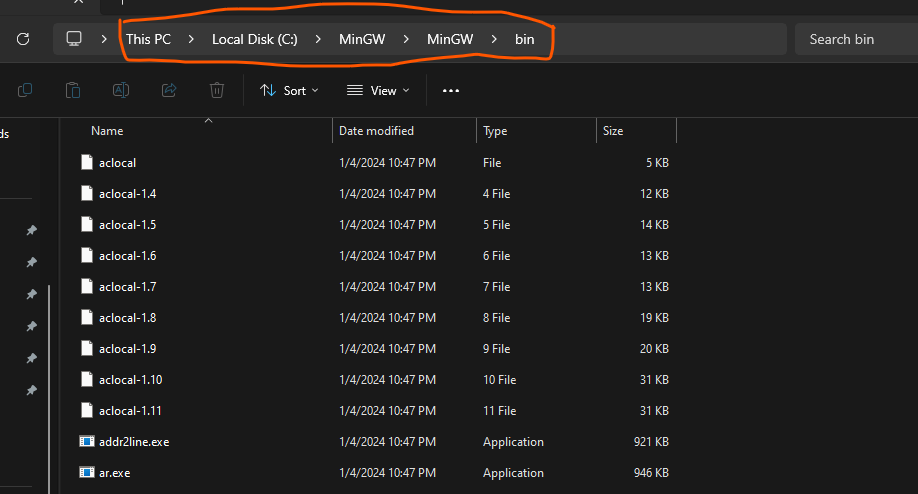 This PC > Local Disk (C:) > MinGW > MinGW > bin Search bin
Sort View
ds
Name Date modified Type Size
aclocal 1/4/2024 10:47 PM File 5 KB
aclocal-1.4 1/4/2024 10:47 PM 4 File 12 KB
aclocal-1.5 1/4/2024 10:47 PM 5 File 14 KB
aclocal-1.6 1/4/2024 10:47 PM 6 File 13 KB
aclocal-1.7 1/4/2024 10:47 PM 7 File 13 KB
aclocal-1.8 1/4/2024 10:47 PM 8 File 19 KB
aclocal-1.9 1/4/2024 10:47 PM 9 File 20 KB
aclocal-1.10 1/4/2024 10:47 PM 10 File 31 KB
aclocal-1.11 1/4/2024 10:47 PM 11 File 31 KB
addr2line.exe 1/4/2024 10:47 PM Application 921 KB
ar.exe 1/4/2024 10:47 PM Application 946 KB